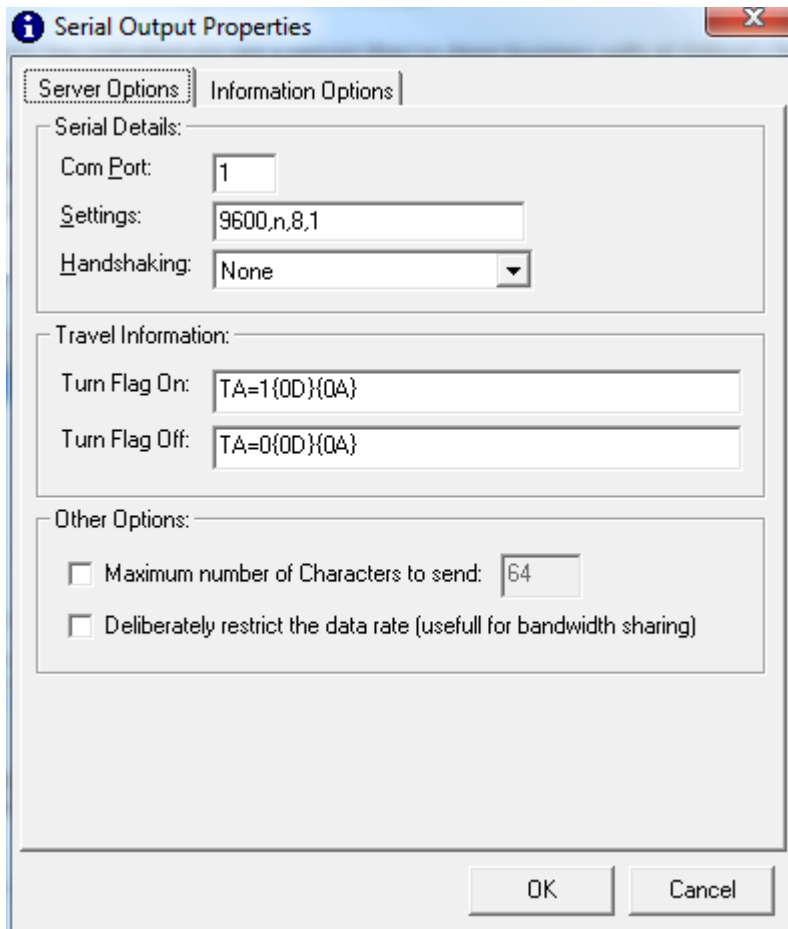 Serial Output Properties
Server Options
Information Options
Serial Details:
Com Port:
1
Settings:
9600,n,8,1
Handshaking:
None
Travel Information:
Turn Flag On:
TA=1{0D}{0A}
Turn Flag Off:
TA=0{0D}{0A}
Other Options:
Maximum number of Characters to send:
64
Deliberately restrict the data rate (usefull for bandwidth sharing)
OK
Cancel